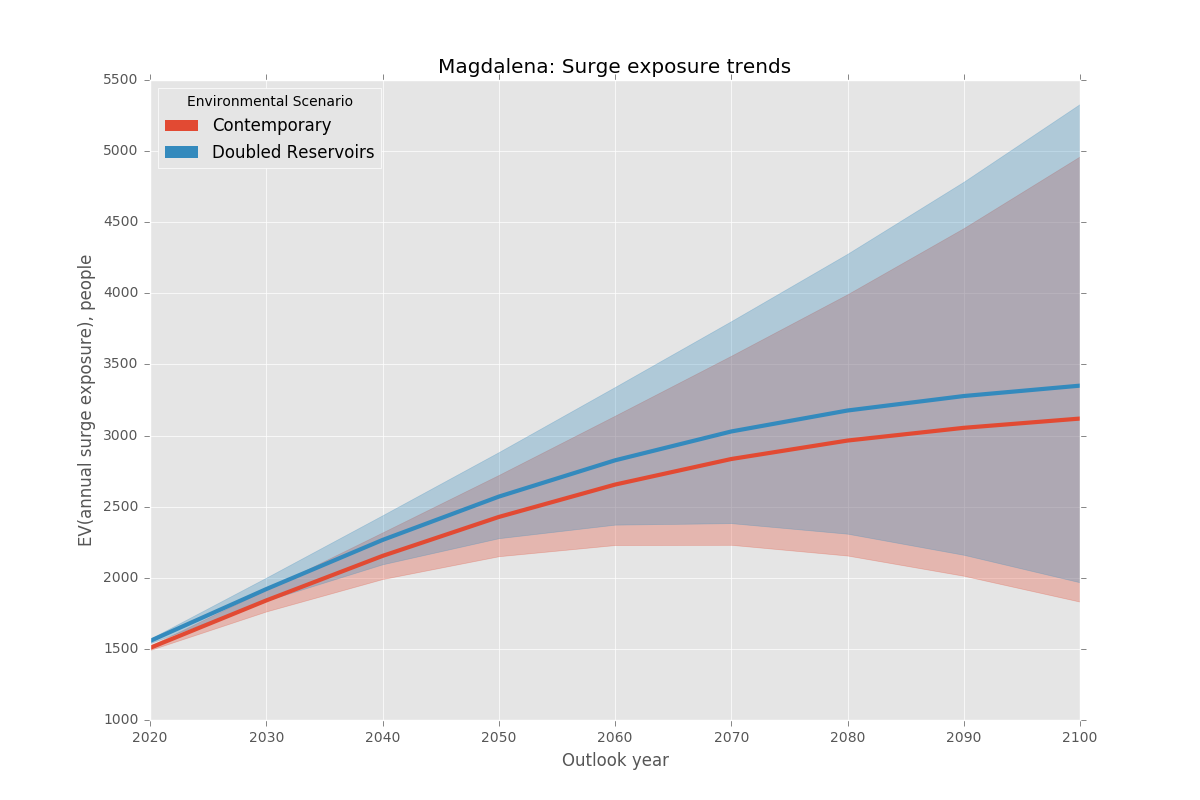 Magdalena: Surge exposure trends
Environmental Scenario
Contemporary
Doubled Reservoirs
EV(annual surge exposure), people
5500
5000
4500
4000
3500
3000
2500
2000
1500
1000
2020 2030 2040 2050 2060 2070 2080 2090 2100
Outlook year